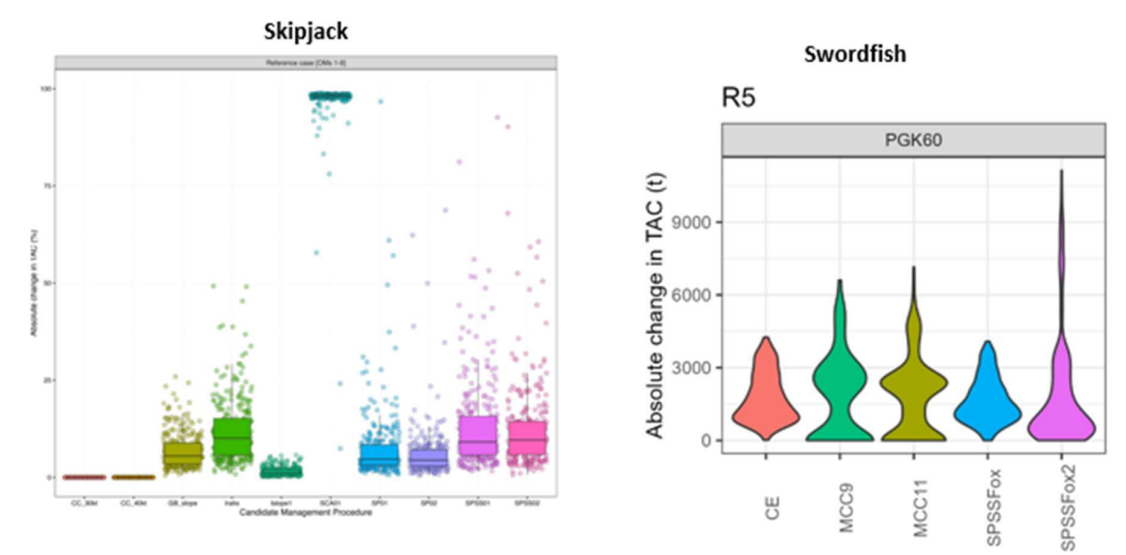 Skipjack
Reference case [OMs 1-9]
Absolute change in TAC (%)
100
75
50
25
0
CC_30kt
CC_40kt
GB_slope
Iratio
Islope1
SCA01
SP01
SP02
SPSS01
SPSS02
Candidate Management Procedure
Swordfish
R5
PGK60
Absolute change in TAC (t)
9000
6000
3000
0
CE
MCC9
MCC11
SPSSFox
SPSSFox2